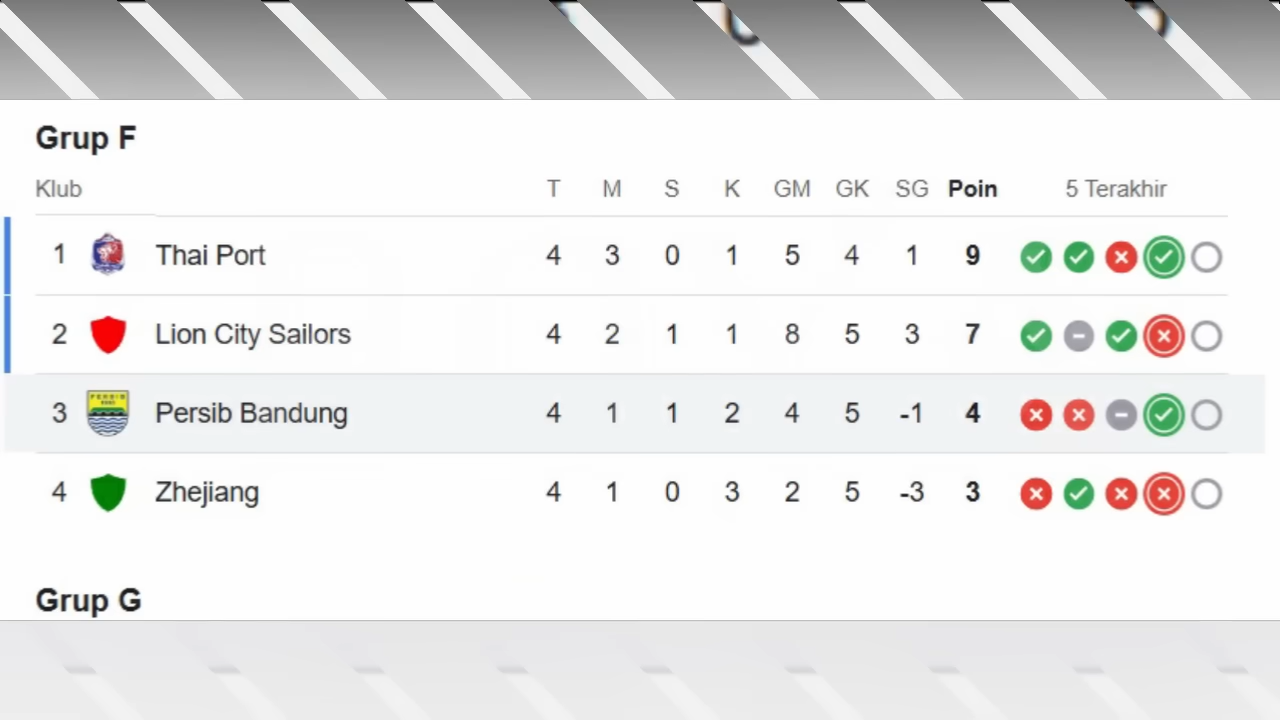 Grup F
Klub T M S K GM GK SG Poin 5 Terakhir
1 Thai Port 4 3 0 1 5 4 1 9
2 Lion City Sailors 4 2 1 1 8 5 3 7
3 PERSIB Persib Bandung 4 1 1 2 4 5 -1 4
4 Zhejiang 4 1 0 3 2 5 -3 3
Grup G